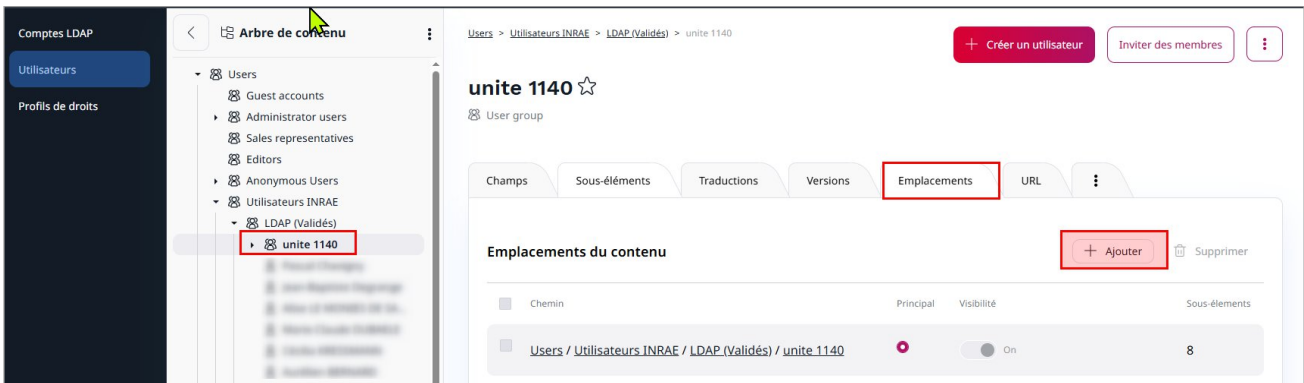 Comptes LDAP
Utilisateurs
Profils de droits
Arbre de contenu
Users
Guest accounts
Administrator users
Sales representatives
Editors
Anonymous Users
Utilisateurs INRAE
LDAP (Validés)
unite 1140
Users > Utilisateurs INRAE > LDAP (Validés) > unite 1140
+ Créer un utilisateur
Inviter des membres
unite 1140
User group
Champs
Sous-éléments
Traductions
Versions
Emplacements
URL
Emplacements du contenu
+ Ajouter
Supprimer
Chemin Principal Visibilité Sous-élements
Users / Utilisateurs INRAE / LDAP (Validés) / unite 1140 On 8